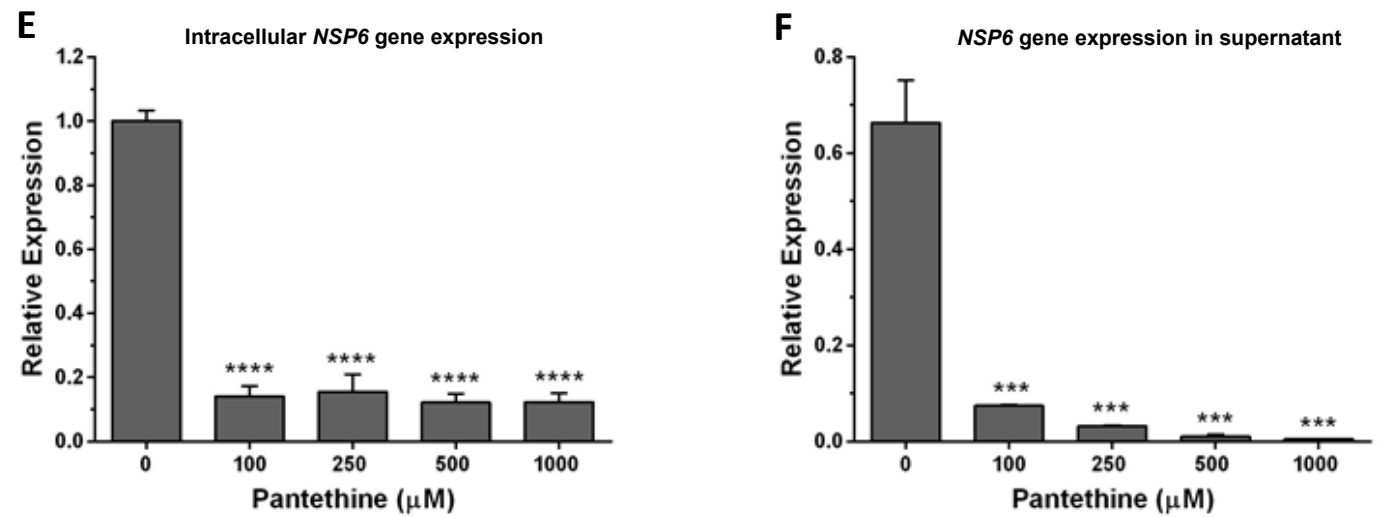 E
Intracellular NSP6 gene expression
1.2
1.0
0.8
0.6
0.4
0.2
0.0
Relative Expression
****
****
****
****
0 100 250 500 1000
Pantethine (μM)
F
NSP6 gene expression in supernatant
0.8
0.6
0.4
0.2
0.0
Relative Expression
***
***
***
***
0 100 250 500 1000
Pantethine (μM)